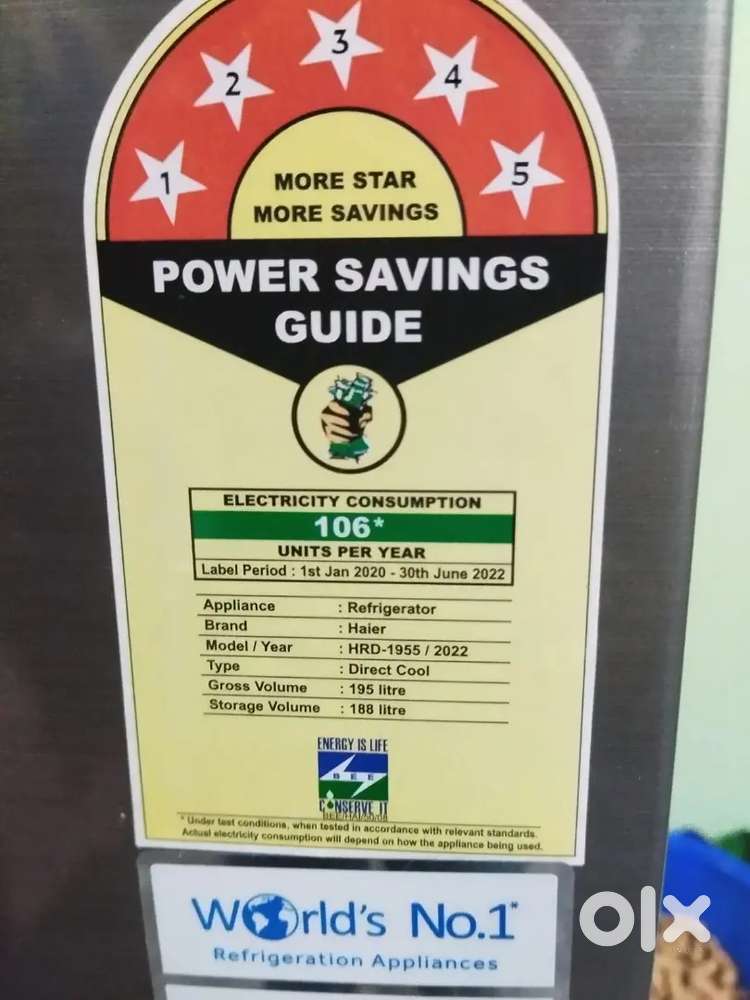 1 2 3 4 5
MORE STAR
MORE SAVINGS
POWER SAVINGS
GUIDE
ELECTRICITY CONSUMPTION
106*
UNITS PER YEAR
Label Period : 1st Jan 2020 - 30th June 2022
Appliance : Refrigerator
Brand : Haier
Model / Year : HRD-1955 / 2022
Type : Direct Cool
Gross Volume : 195 litre
Storage Volume : 188 litre
ENERGY IS LIFE
BEE
CONSERVE IT
* Under test conditions, when tested in accordance with relevant standards.
Actual electricity consumption will depend on how the appliance being used.
World's No.1*
Refrigeration Appliances
olx